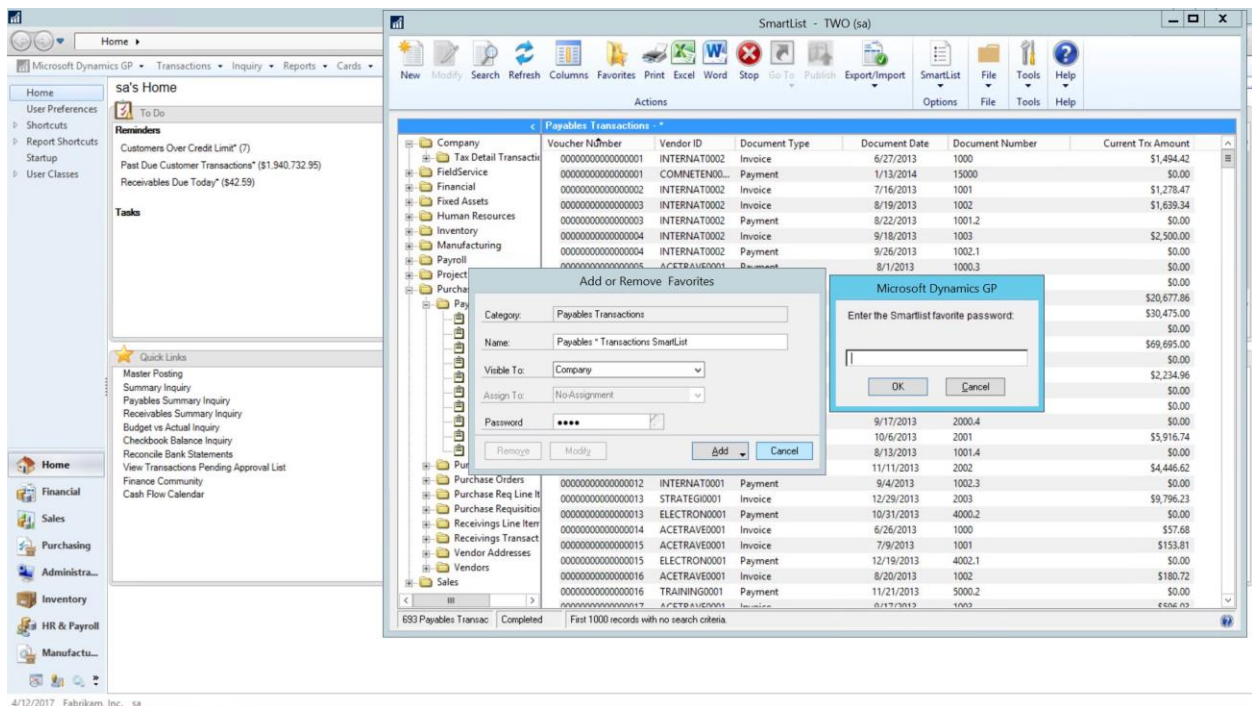 SmartList - TWO (sa)
Home
Microsoft Dynamics GP Transactions Inquiry Reports Cards
Home
User Preferences
Shortcuts
Report Shortcuts
Startup
User Classes
sa's Home
To Do
Reminders
Customers Over Credit Limit* (7)
Past Due Customer Transactions* ($1,940,732.95)
Receivables Due Today* ($42.59)
Tasks
Quick Links
Master Posting
Summary Inquiry
Payables Summary Inquiry
Receivables Summary Inquiry
Budget vs Actual Inquiry
Checkbook Balance Inquiry
Reconcile Bank Statements
View Transactions Pending Approval List
Finance Community
Cash Flow Calendar
Home
Financial
Sales
Purchasing
Administra...
Inventory
HR & Payroll
Manufactu...
4/12/2017 Fabrikam, Inc. sa
New Modify Search Refresh Columns Favorites Print Excel Word Stop Go To Publish Export/Import SmartList File Tools Help
Actions Options File Tools Help
Payables Transactions - *
Company
Tax Detail Transactic
FieldService
Financial
Fixed Assets
Human Resources
Inventory
Manufacturing
Payroll
Project
Purcha
Pay
Pur
Purchase Orders
Purchase Req Line It
Purchase Requisition
Receivings Line Item
Receivings Transact
Vendor Addresses
Vendors
Sales
Voucher Number Vendor ID Document Type Document Date Document Number Current Trx Amount
00000000000000001 INTERNAT0002 Invoice 6/27/2013 1000 $1,494.42
00000000000000001 COMNETEN00... Payment 1/13/2014 15000 $0.00
00000000000000002 INTERNAT0002 Invoice 7/16/2013 1001 $1,278.47
00000000000000003 INTERNAT0002 Invoice 8/19/2013 1002 $1,639.34
00000000000000003 INTERNAT0002 Payment 8/22/2013 1001.2 $0.00
00000000000000004 INTERNAT0002 Invoice 9/18/2013 1003 $2,500.00
00000000000000004 INTERNAT0002 Payment 9/26/2013 1002.1 $0.00
00000000000000005 ACETRAVE0001 Payment 8/1/2013 1000.3 $0.00
$0.00
$20,677.86
$30,475.00
$0.00
$69,695.00
$0.00
$2,234.96
$0.00
$0.00
9/17/2013 2000.4 $0.00
10/6/2013 2001 $5,916.74
8/13/2013 1001.4 $0.00
11/11/2013 2002 $4,446.62
00000000000000012 INTERNAT0001 Payment 9/4/2013 1002.3 $0.00
00000000000000013 STRATEGI0001 Invoice 12/29/2013 2003 $9,796.23
00000000000000013 ELECTRON0001 Payment 10/31/2013 4000.2 $0.00
00000000000000014 ACETRAVE0001 Invoice 6/26/2013 1000 $57.68
00000000000000015 ACETRAVE0001 Invoice 7/9/2013 1001 $153.81
00000000000000015 ELECTRON0001 Payment 12/19/2013 4002.1 $0.00
00000000000000016 ACETRAVE0001 Invoice 8/20/2013 1002 $180.72
00000000000000016 TRAINING0001 Payment 11/21/2013 5000.2 $0.00
00000000000000017 ACETRAVE0001 Invoice 9/17/2013 1003 $506.03
693 Payables Transac Completed First 1000 records with no search criteria.
Add or Remove Favorites
Category: Payables Transactions
Name: Payables * Transactions SmartList
Visible To: Company
Assign To: No-Assignment
Password
Remove Modify Add Cancel
Microsoft Dynamics GP
Enter the Smartlist favorite password:
OK Cancel